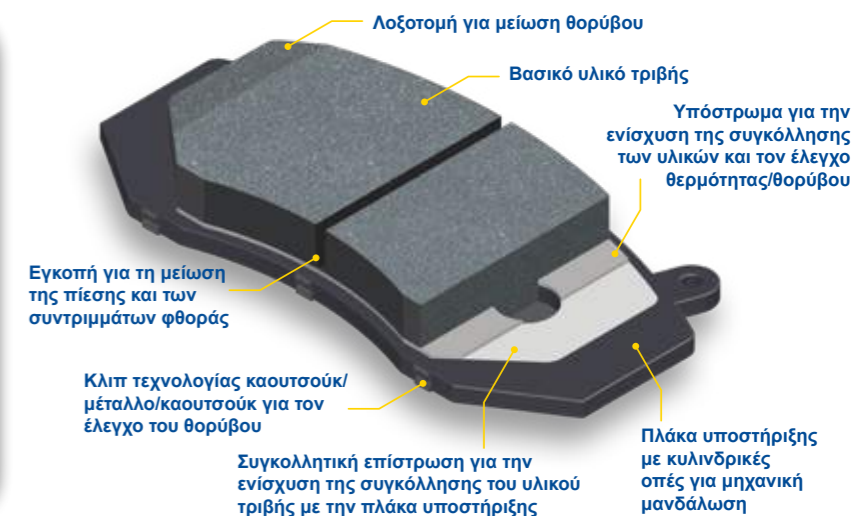 Λοξοτομή για μείωση θορύβου
Βασικό υλικό τριβής
Υπόστρωμα για την
ενίσχυση της συγκόλλησης
των υλικών και τον έλεγχο
θερμότητας/θορύβου
Εγκοπή για τη μείωση
της πίεσης και των
συντριμμάτων φθοράς
Κλιπ τεχνολογίας καουτσούκ/
μέταλλο/καουτσούκ για τον
έλεγχο του θορύβου
Συγκολλητική επίστρωση για την
ενίσχυση της συγκόλλησης του υλικού
τριβής με την πλάκα υποστήριξης
Πλάκα υποστήριξης
με κυλινδρικές
οπές για μηχανική
μανδάλωση